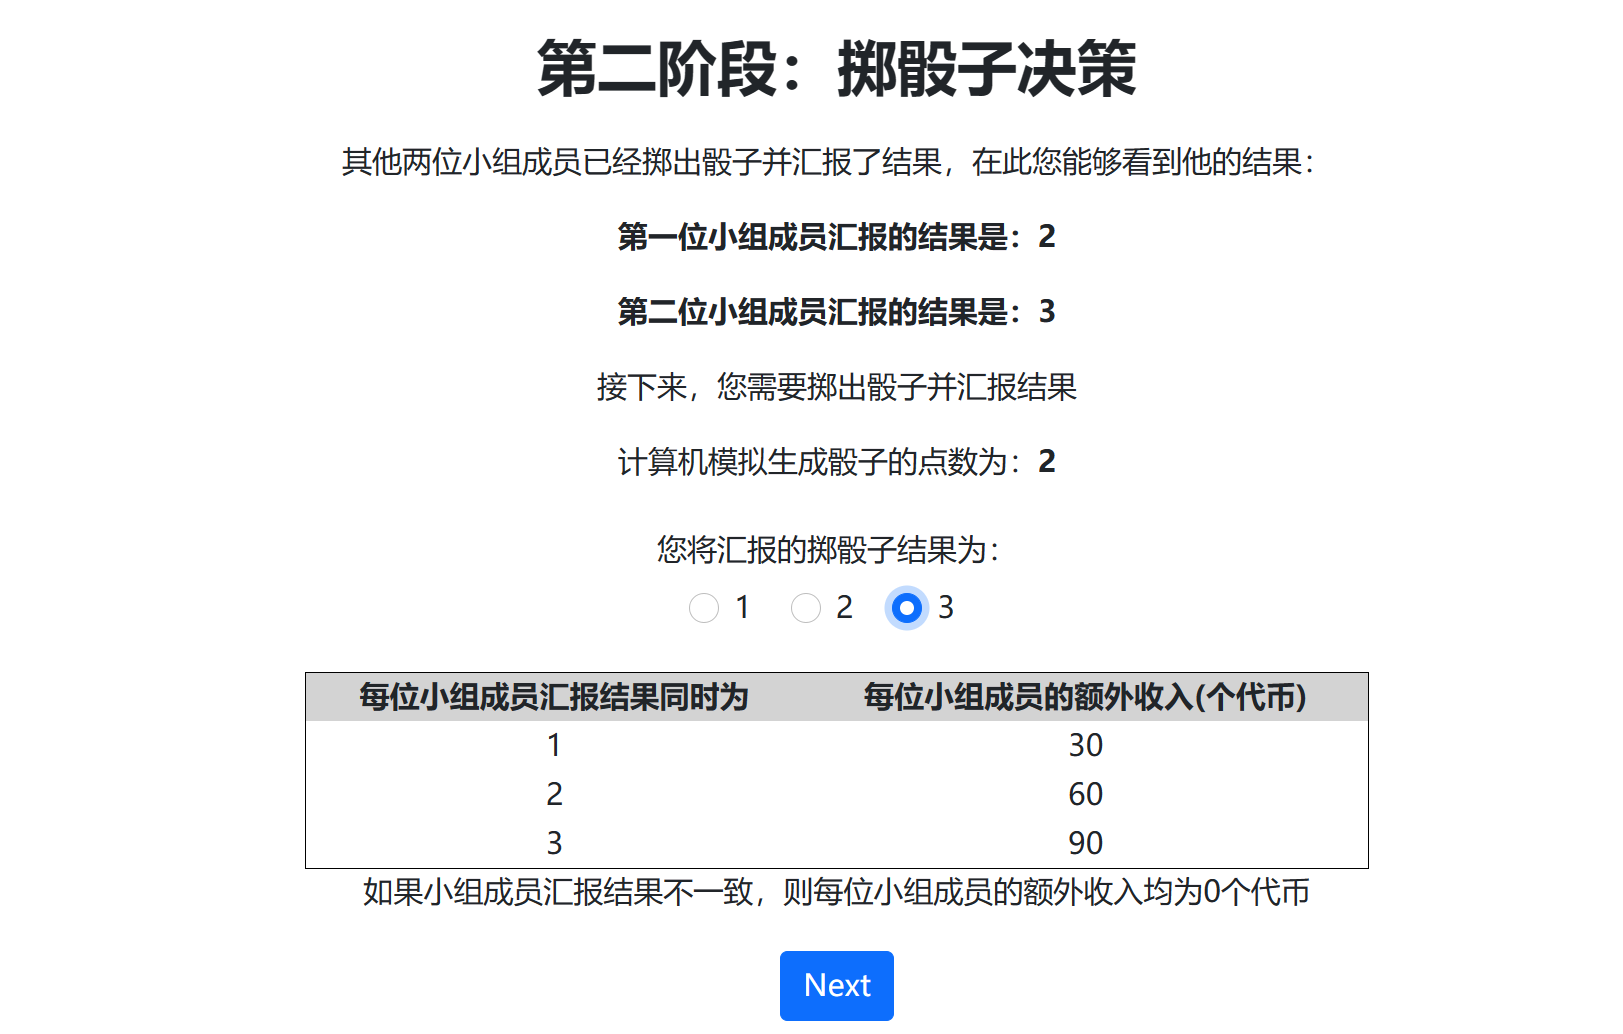 第二阶段：掷骰子决策
其他两位小组成员已经掷出骰子并汇报了结果，在此您能够看到他的结果：
第一位小组成员汇报的结果是：2
第二位小组成员汇报的结果是：3
接下来，您需要掷出骰子并汇报结果
计算机模拟生成骰子的点数为：2
您将汇报的掷骰子结果为：
1 2 3
每位小组成员汇报结果同时为 每位小组成员的额外收入(个代币)
1 30
2 60
3 90
如果小组成员汇报结果不一致，则每位小组成员的额外收入均为0个代币
Next